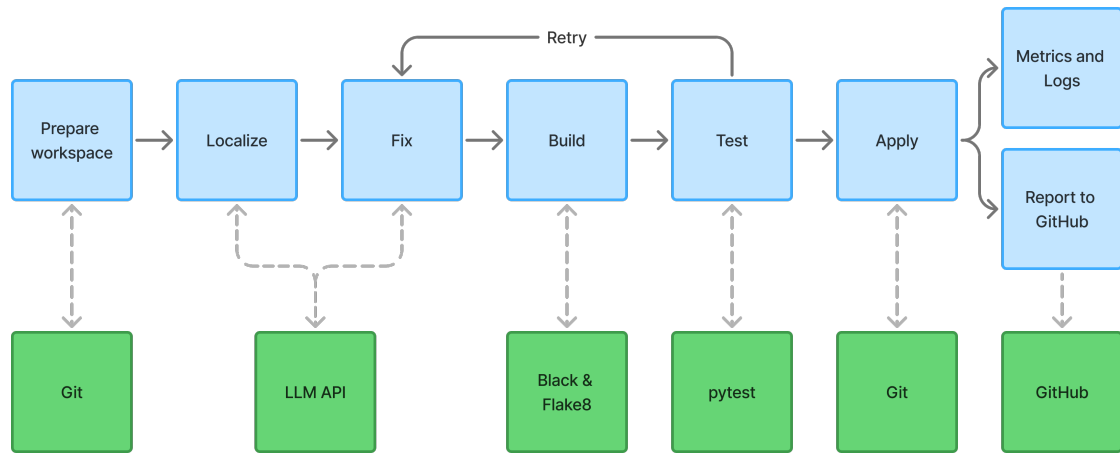 Retry
Metrics and
Logs
Prepare
workspace
Localize
Fix
Build
Test
Apply
Report to
GitHub
Git
LLM API
Black &
Flake8
pytest
Git
GitHub